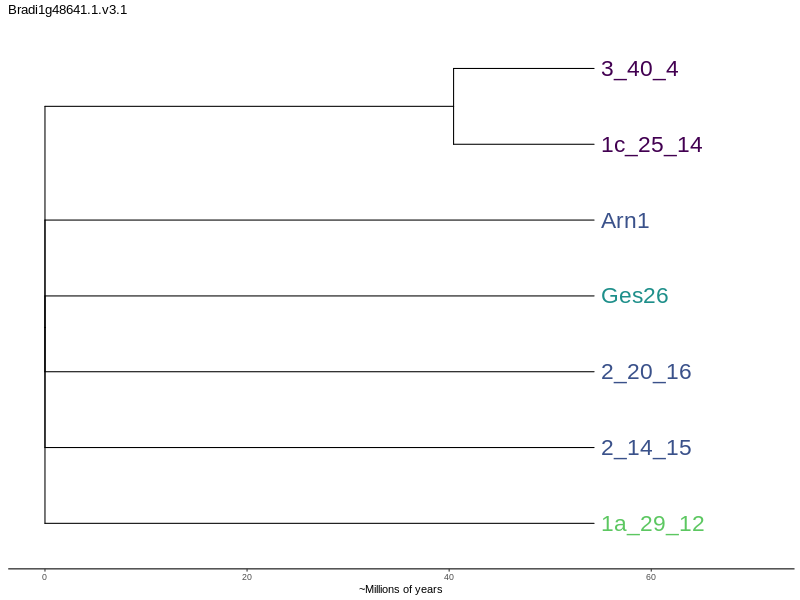 Bradi1g48641.1.v3.1
3_40_4
1c_25_14
Arn1
Ges26
2_20_16
2_14_15
1a_29_12
0 20 40 60
~Millions of years